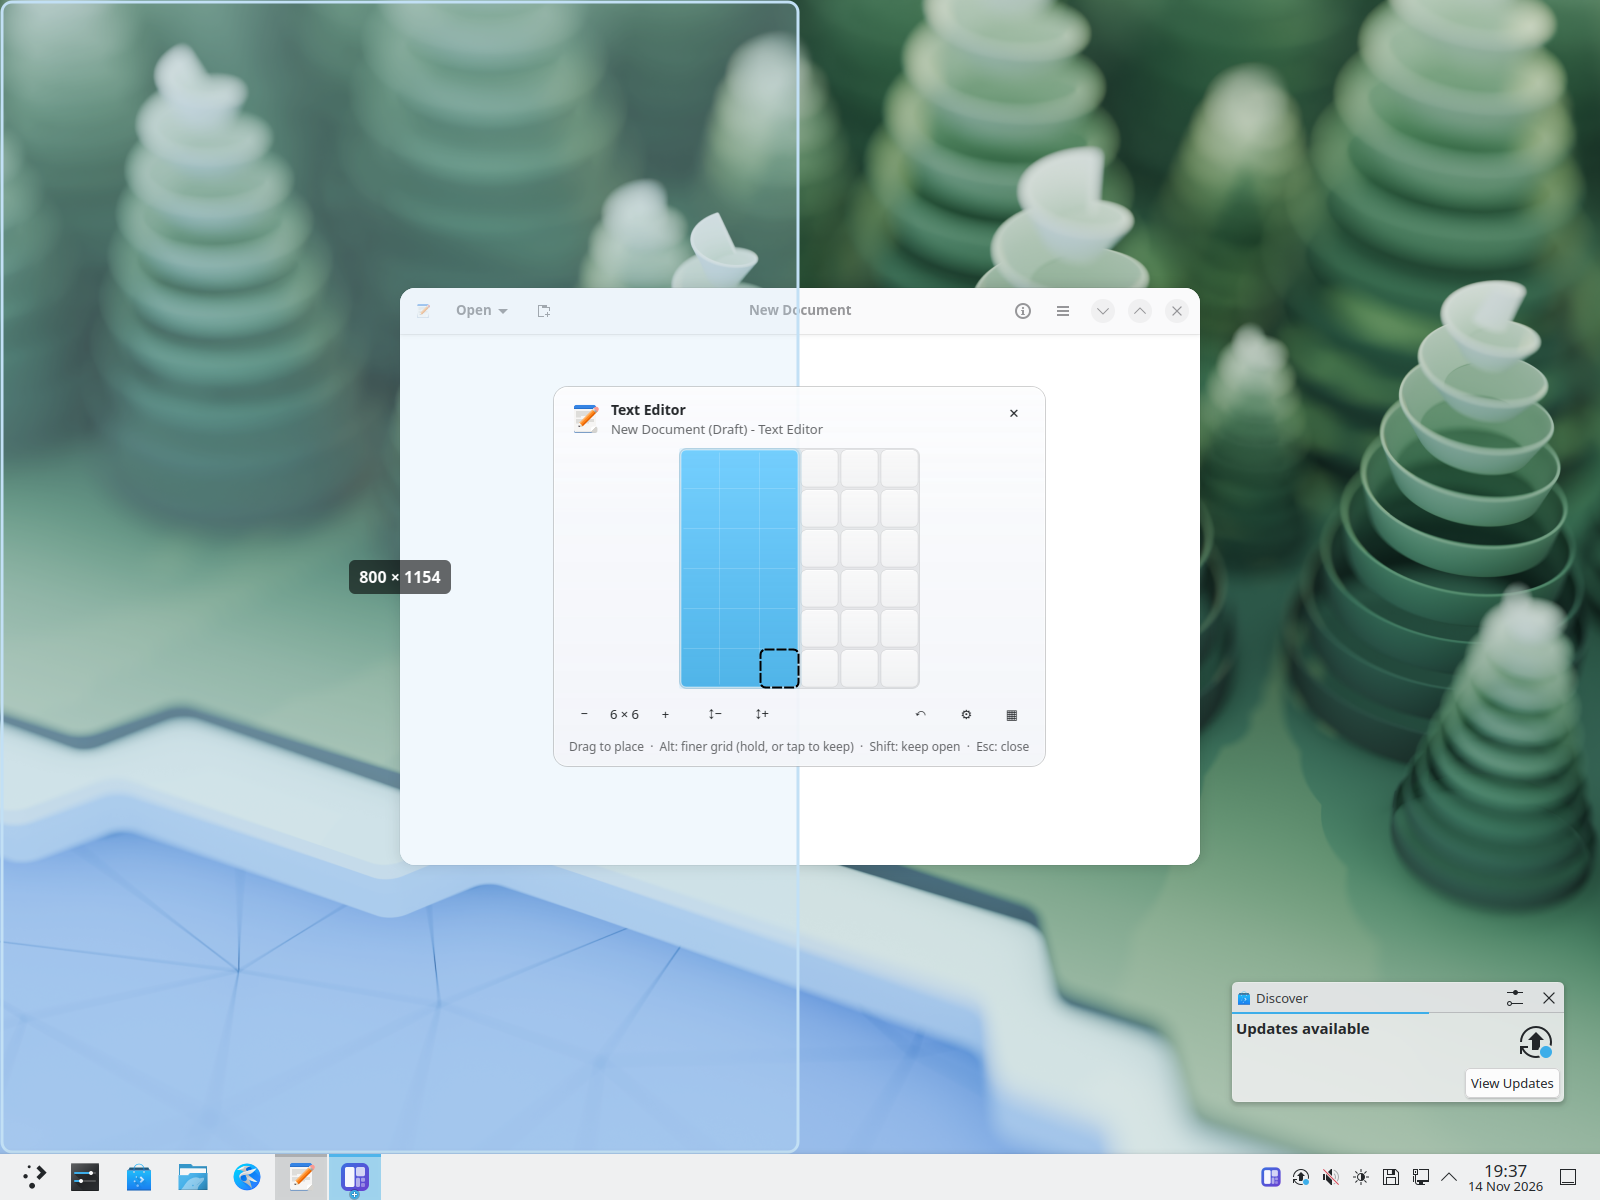 Open
New Document
Text Editor
New Document (Draft) - Text Editor
800 × 1154
− 6 × 6 + ↕− ↕+
Drag to place · Alt: finer grid (hold, or tap to keep) · Shift: keep open · Esc: close
Discover
Updates available
View Updates
19:37
14 Nov 2026